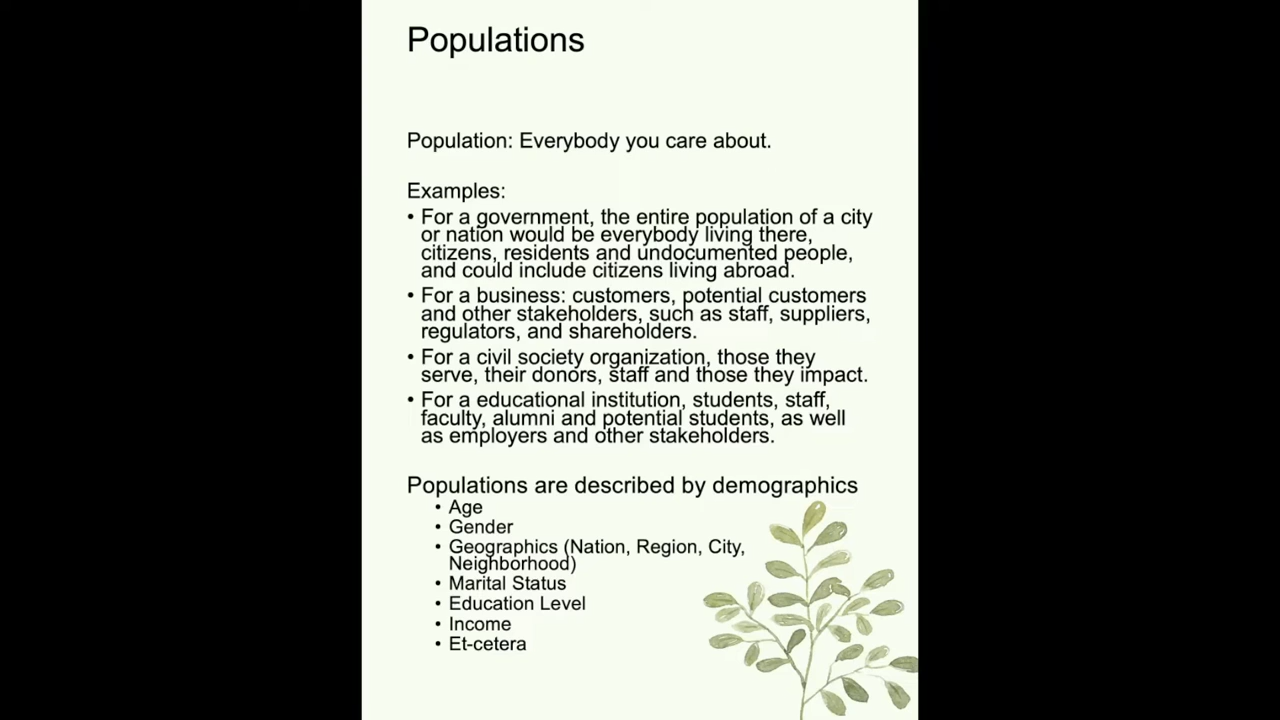 Populations
Population: Everybody you care about.
Examples:
• For a government, the entire population of a city
or nation would be everybody living there,
citizens, residents and undocumented people,
and could include citizens living abroad.
• For a business: customers, potential customers
and other stakeholders, such as staff, suppliers,
regulators, and shareholders.
• For a civil society organization, those they
serve, their donors, staff and those they impact.
• For a educational institution, students, staff,
faculty, alumni and potential students, as well
as employers and other stakeholders.
Populations are described by demographics
• Age
• Gender
• Geographics (Nation, Region, City,
Neighborhood)
• Marital Status
• Education Level
• Income
• Et-cetera